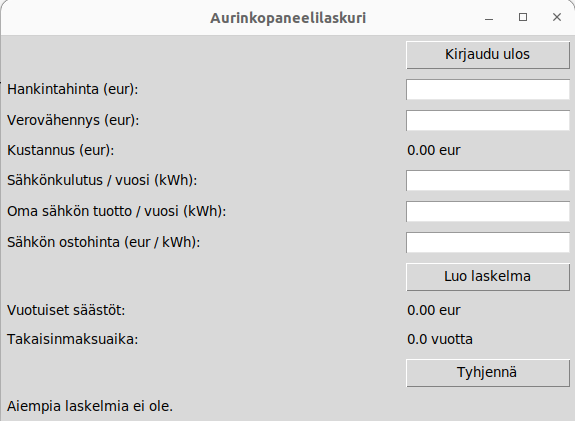 Aurinkopaneelilaskuri
Kirjaudu ulos
Hankintahinta (eur):
Verovähennys (eur):
Kustannus (eur): 0.00 eur
Sähkönkulutus / vuosi (kWh):
Oma sähkön tuotto / vuosi (kWh):
Sähkön ostohinta (eur / kWh):
Luo laskelma
Vuotuiset säästöt: 0.00 eur
Takaisinmaksuaika: 0.0 vuotta
Tyhjennä
Aiempia laskelmia ei ole.